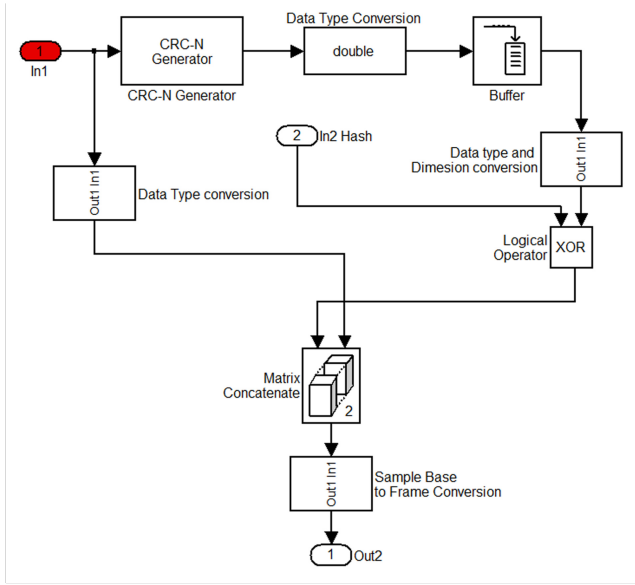 Data Type Conversion
1
In1
CRC-N
Generator
CRC-N Generator
double
Buffer
2
In2 Hash
Data type and
Dimesion conversion
Out1 In1
Out1 In1
Data Type conversion
Logical
Operator
XOR
Matrix
Concatenate
2
Out1 In1
Sample Base
to Frame Conversion
1
Out2